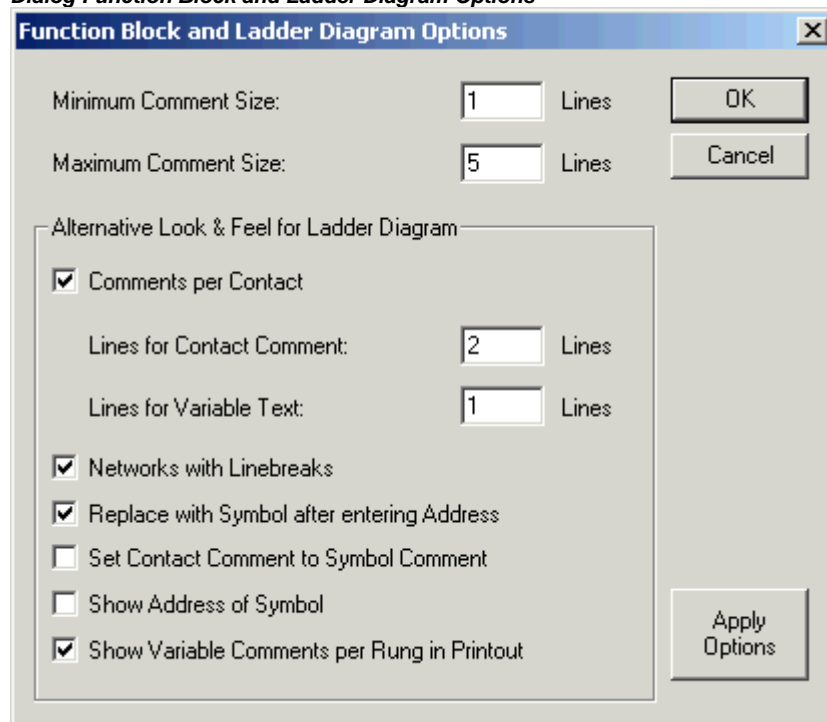 Dialog Function Block and Ladder Diagram Options
Function Block and Ladder Diagram Options
Minimum Comment Size: 1 Lines OK
Maximum Comment Size: 5 Lines Cancel
Alternative Look & Feel for Ladder Diagram
Comments per Contact
Lines for Contact Comment: 2 Lines
Lines for Variable Text: 1 Lines
Networks with Linebreaks
Replace with Symbol after entering Address
Set Contact Comment to Symbol Comment
Show Address of Symbol
Show Variable Comments per Rung in Printout
Apply
Options